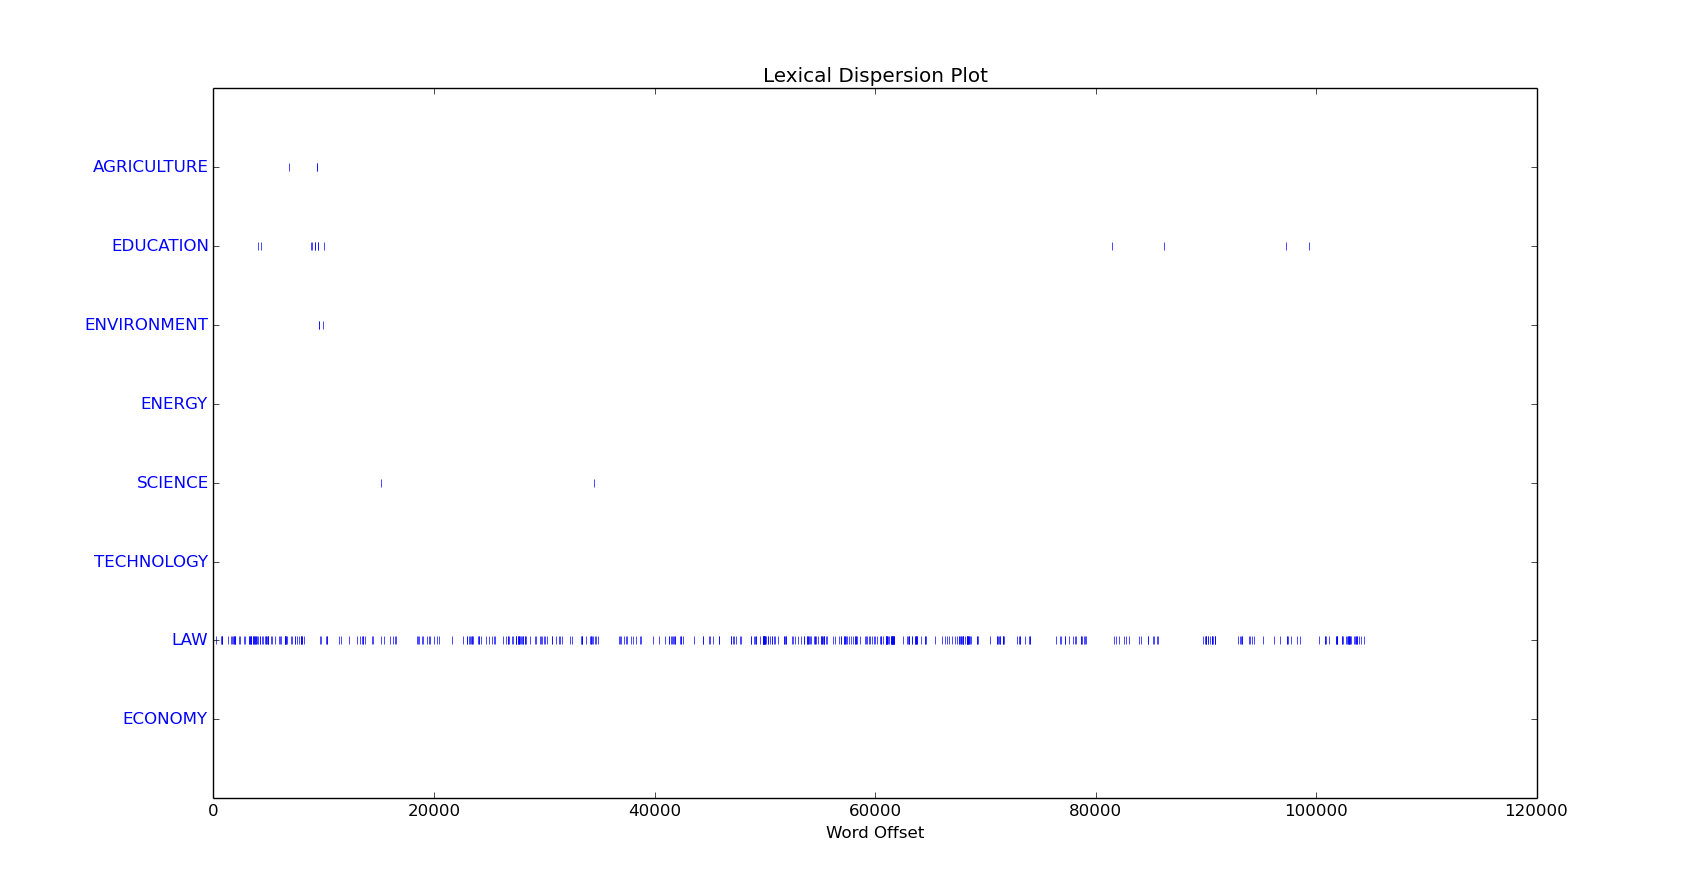 Lexical Dispersion Plot
AGRICULTURE
EDUCATION
ENVIRONMENT
ENERGY
SCIENCE
TECHNOLOGY
LAW
ECONOMY
0 20000 40000 60000 80000 100000 120000
Word Offset